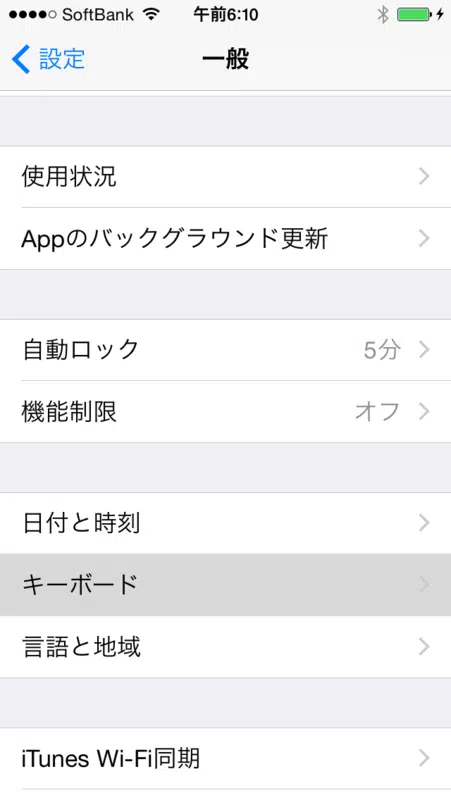 SoftBank 午前6:10
設定 一般
使用状況
Appのバックグラウンド更新
自動ロック 5分
機能制限 オフ
日付と時刻
キーボード
言語と地域
iTunes Wi-Fi同期